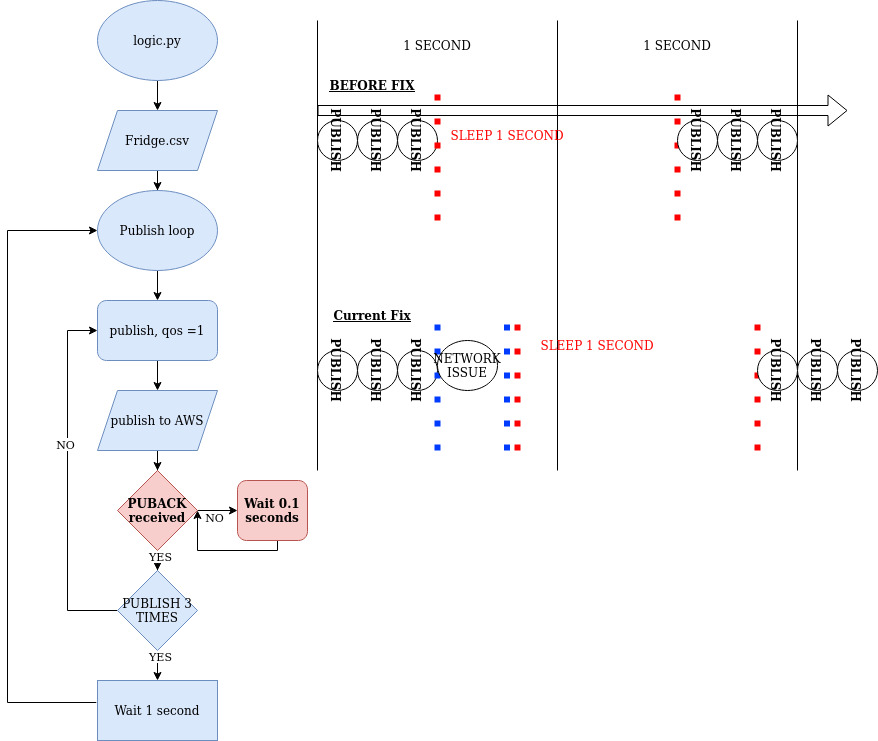 logic.py
Fridge.csv
Publish loop
publish, qos =1
publish to AWS
NO
PUBACK
received
NO
Wait 0.1
seconds
YES
PUBLISH 3
TIMES
YES
Wait 1 second
1 SECOND
1 SECOND
BEFORE FIX
PUBLISH
PUBLISH
PUBLISH
SLEEP 1 SECOND
PUBLISH
PUBLISH
PUBLISH
Current Fix
PUBLISH
PUBLISH
PUBLISH
NETWORK
ISSUE
SLEEP 1 SECOND
PUBLISH
PUBLISH
PUBLISH